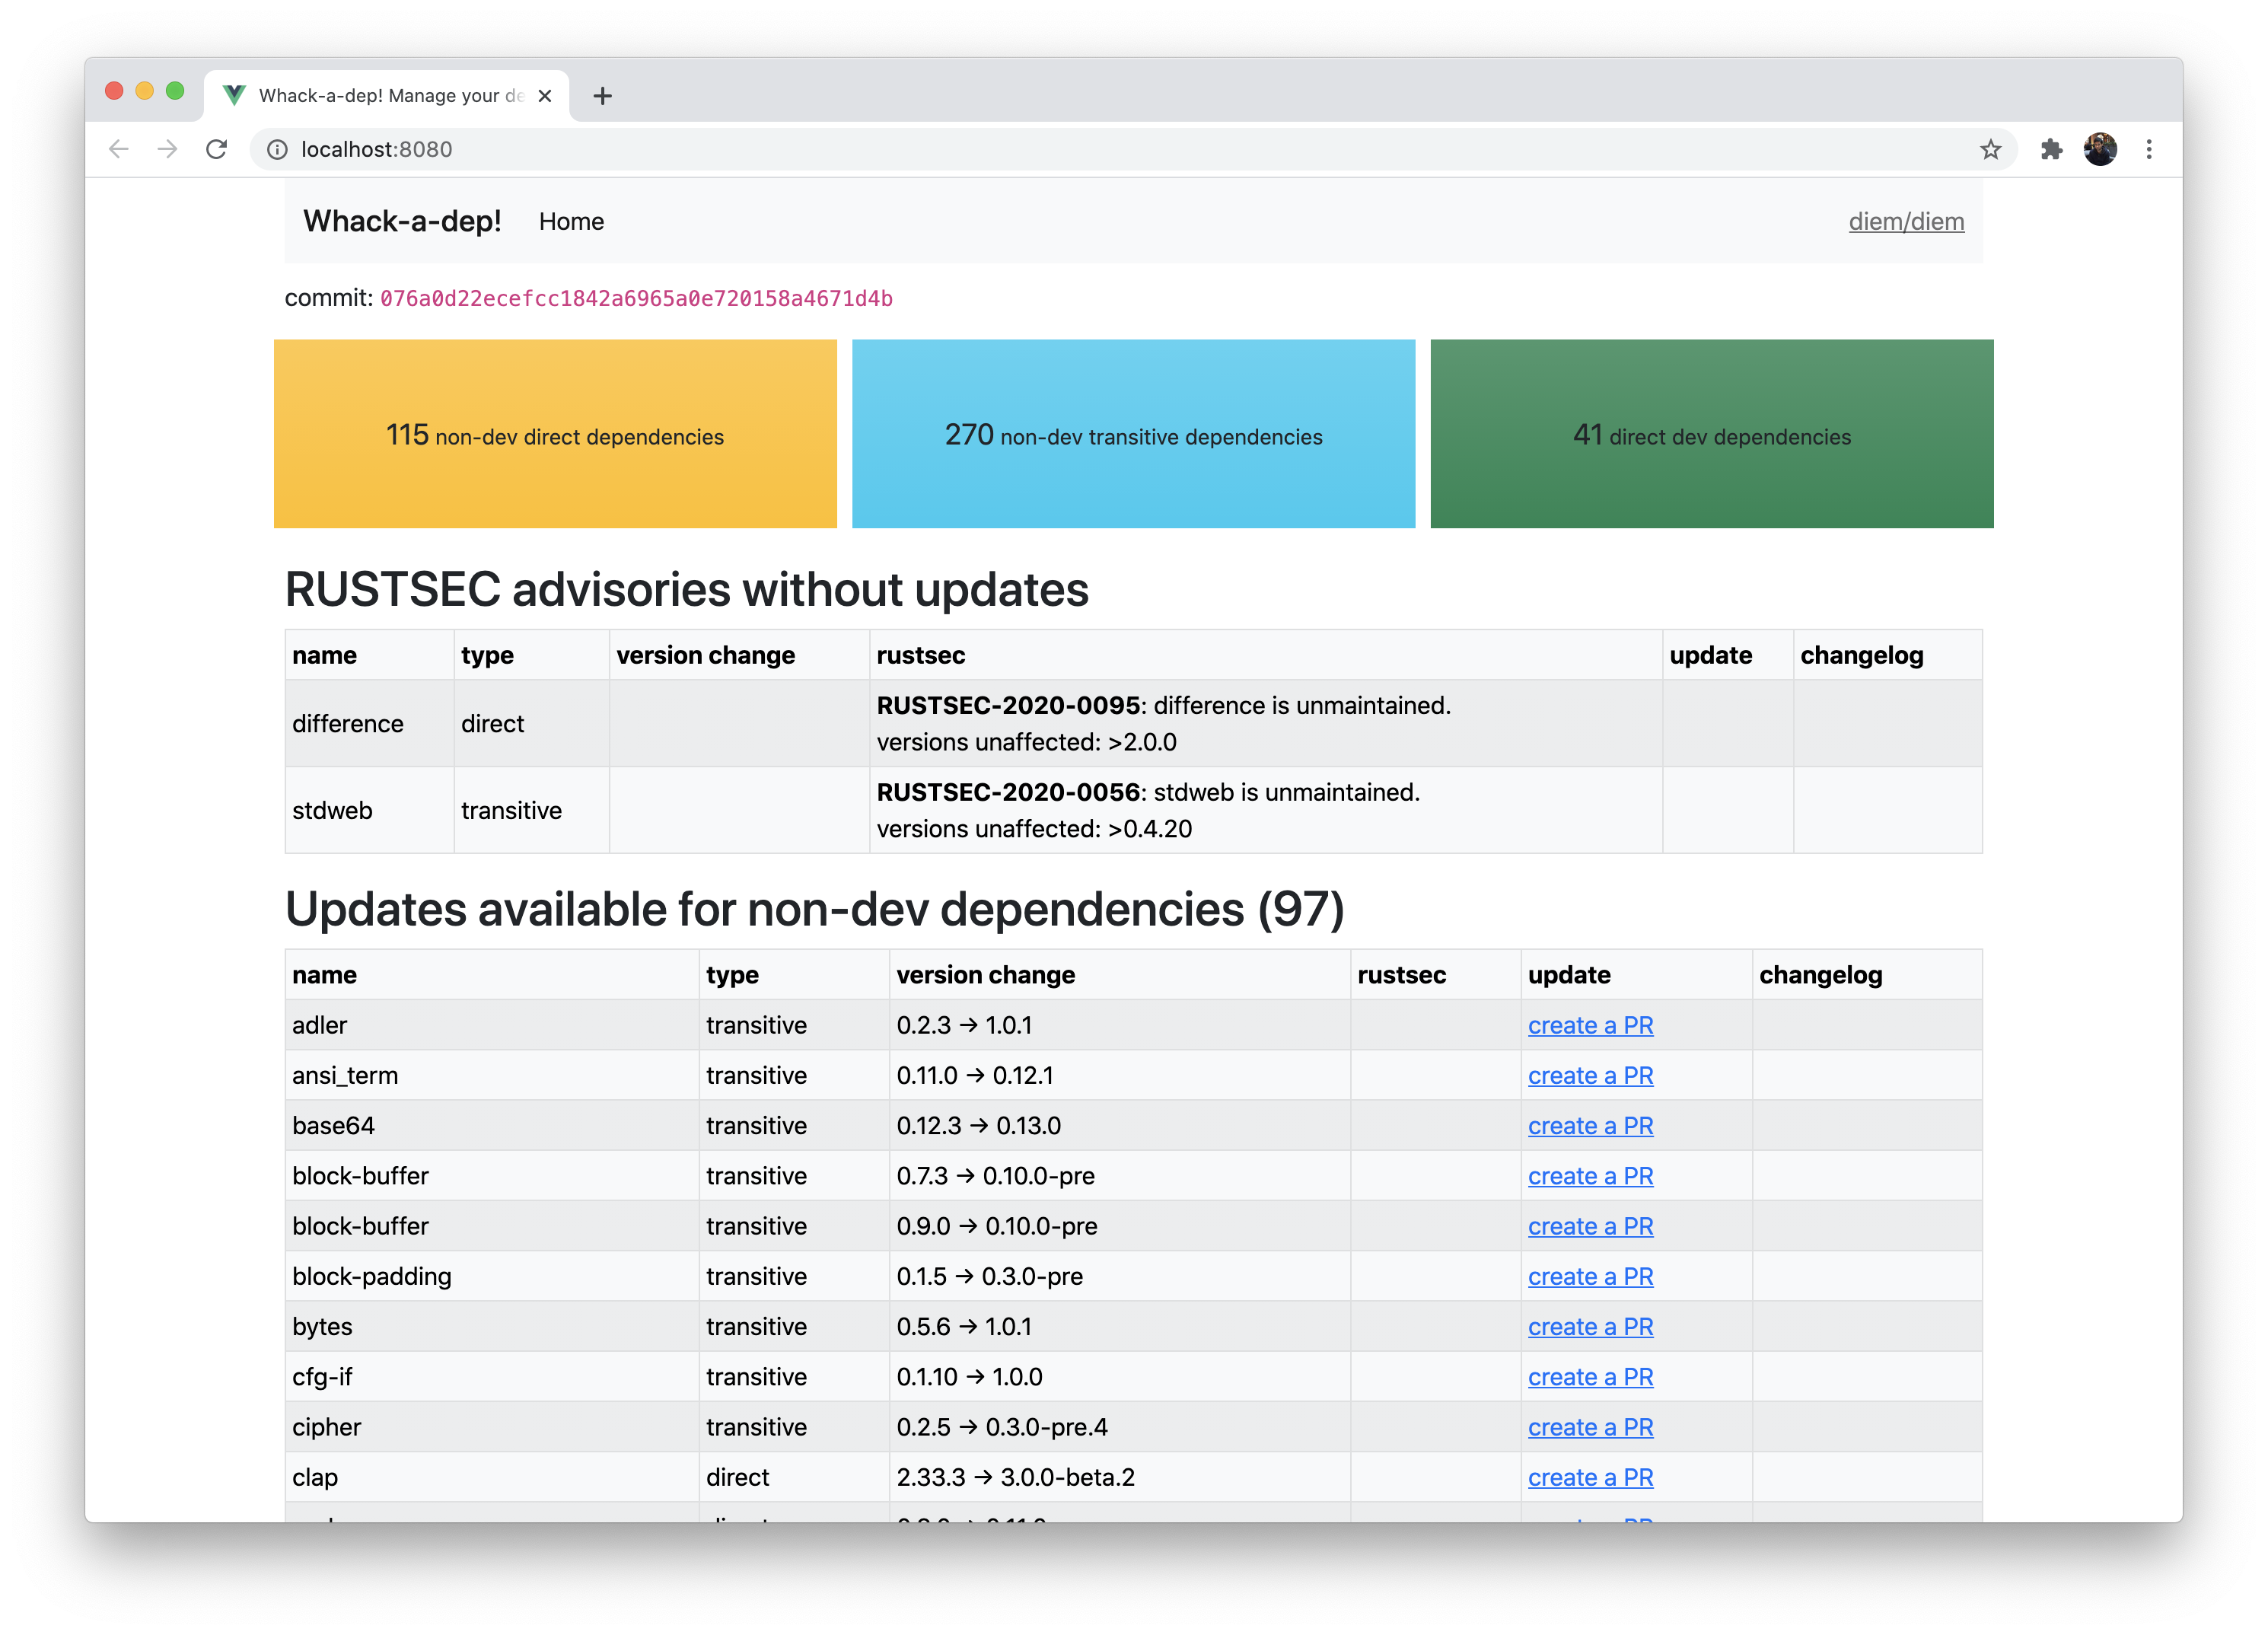 Whack-a-dep! Manage your de
localhost:8080
Whack-a-dep! Home diem/diem
commit: 076a0d22ecefcc1842a6965a0e720158a4671d4b
115 non-dev direct dependencies 270 non-dev transitive dependencies 41 direct dev dependencies
RUSTSEC advisories without updates
name type version change rustsec update changelog
difference direct RUSTSEC-2020-0095: difference is unmaintained.
versions unaffected: >2.0.0
stdweb transitive RUSTSEC-2020-0056: stdweb is unmaintained.
versions unaffected: >0.4.20
Updates available for non-dev dependencies (97)
name type version change rustsec update changelog
adler transitive 0.2.3 → 1.0.1 create a PR
ansi_term transitive 0.11.0 → 0.12.1 create a PR
base64 transitive 0.12.3 → 0.13.0 create a PR
block-buffer transitive 0.7.3 → 0.10.0-pre create a PR
block-buffer transitive 0.9.0 → 0.10.0-pre create a PR
block-padding transitive 0.1.5 → 0.3.0-pre create a PR
bytes transitive 0.5.6 → 1.0.1 create a PR
cfg-if transitive 0.1.10 → 1.0.0 create a PR
cipher transitive 0.2.5 → 0.3.0-pre.4 create a PR
clap direct 2.33.3 → 3.0.0-beta.2 create a PR